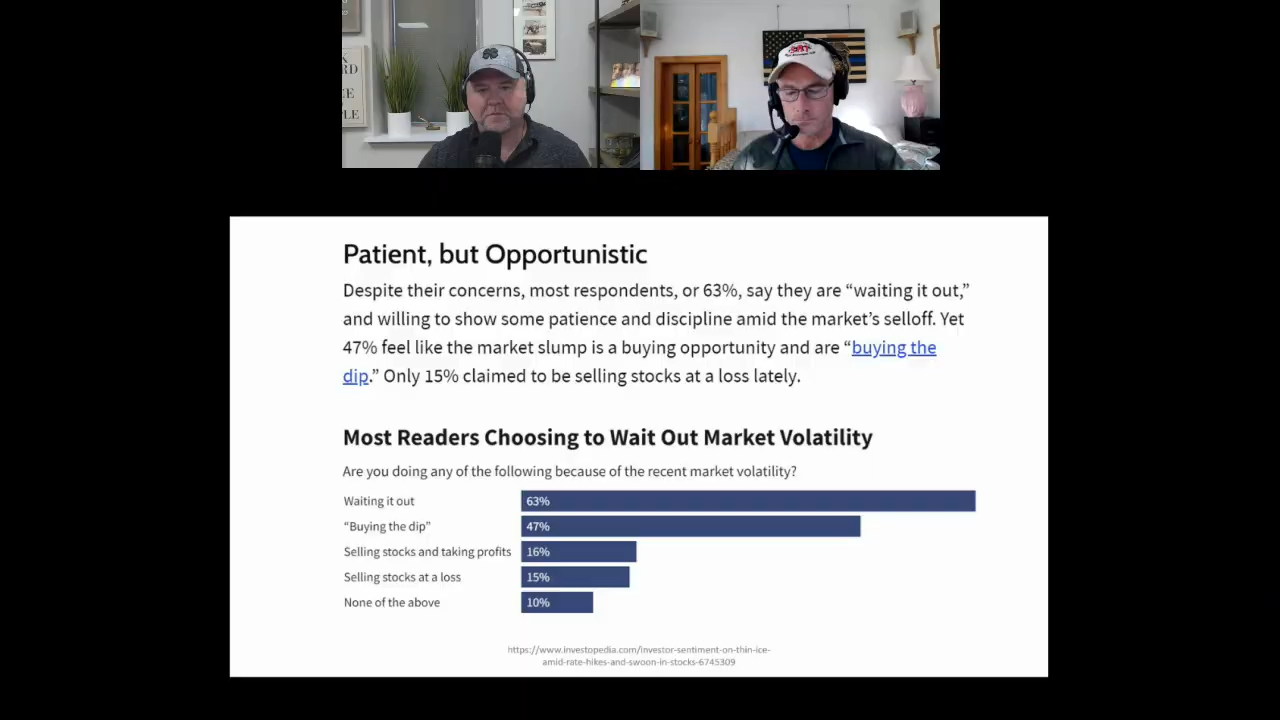 Patient, but Opportunistic
Despite their concerns, most respondents, or 63%, say they are “waiting it out,”
and willing to show some patience and discipline amid the market’s selloff. Yet
47% feel like the market slump is a buying opportunity and are “buying the
dip.” Only 15% claimed to be selling stocks at a loss lately.
Most Readers Choosing to Wait Out Market Volatility
Are you doing any of the following because of the recent market volatility?
Waiting it out 63%
“Buying the dip” 47%
Selling stocks and taking profits 16%
Selling stocks at a loss 15%
None of the above 10%
https://www.investopedia.com/investor-sentiment-on-thin-ice-
amid-rate-hikes-and-swoon-in-stocks-6745309